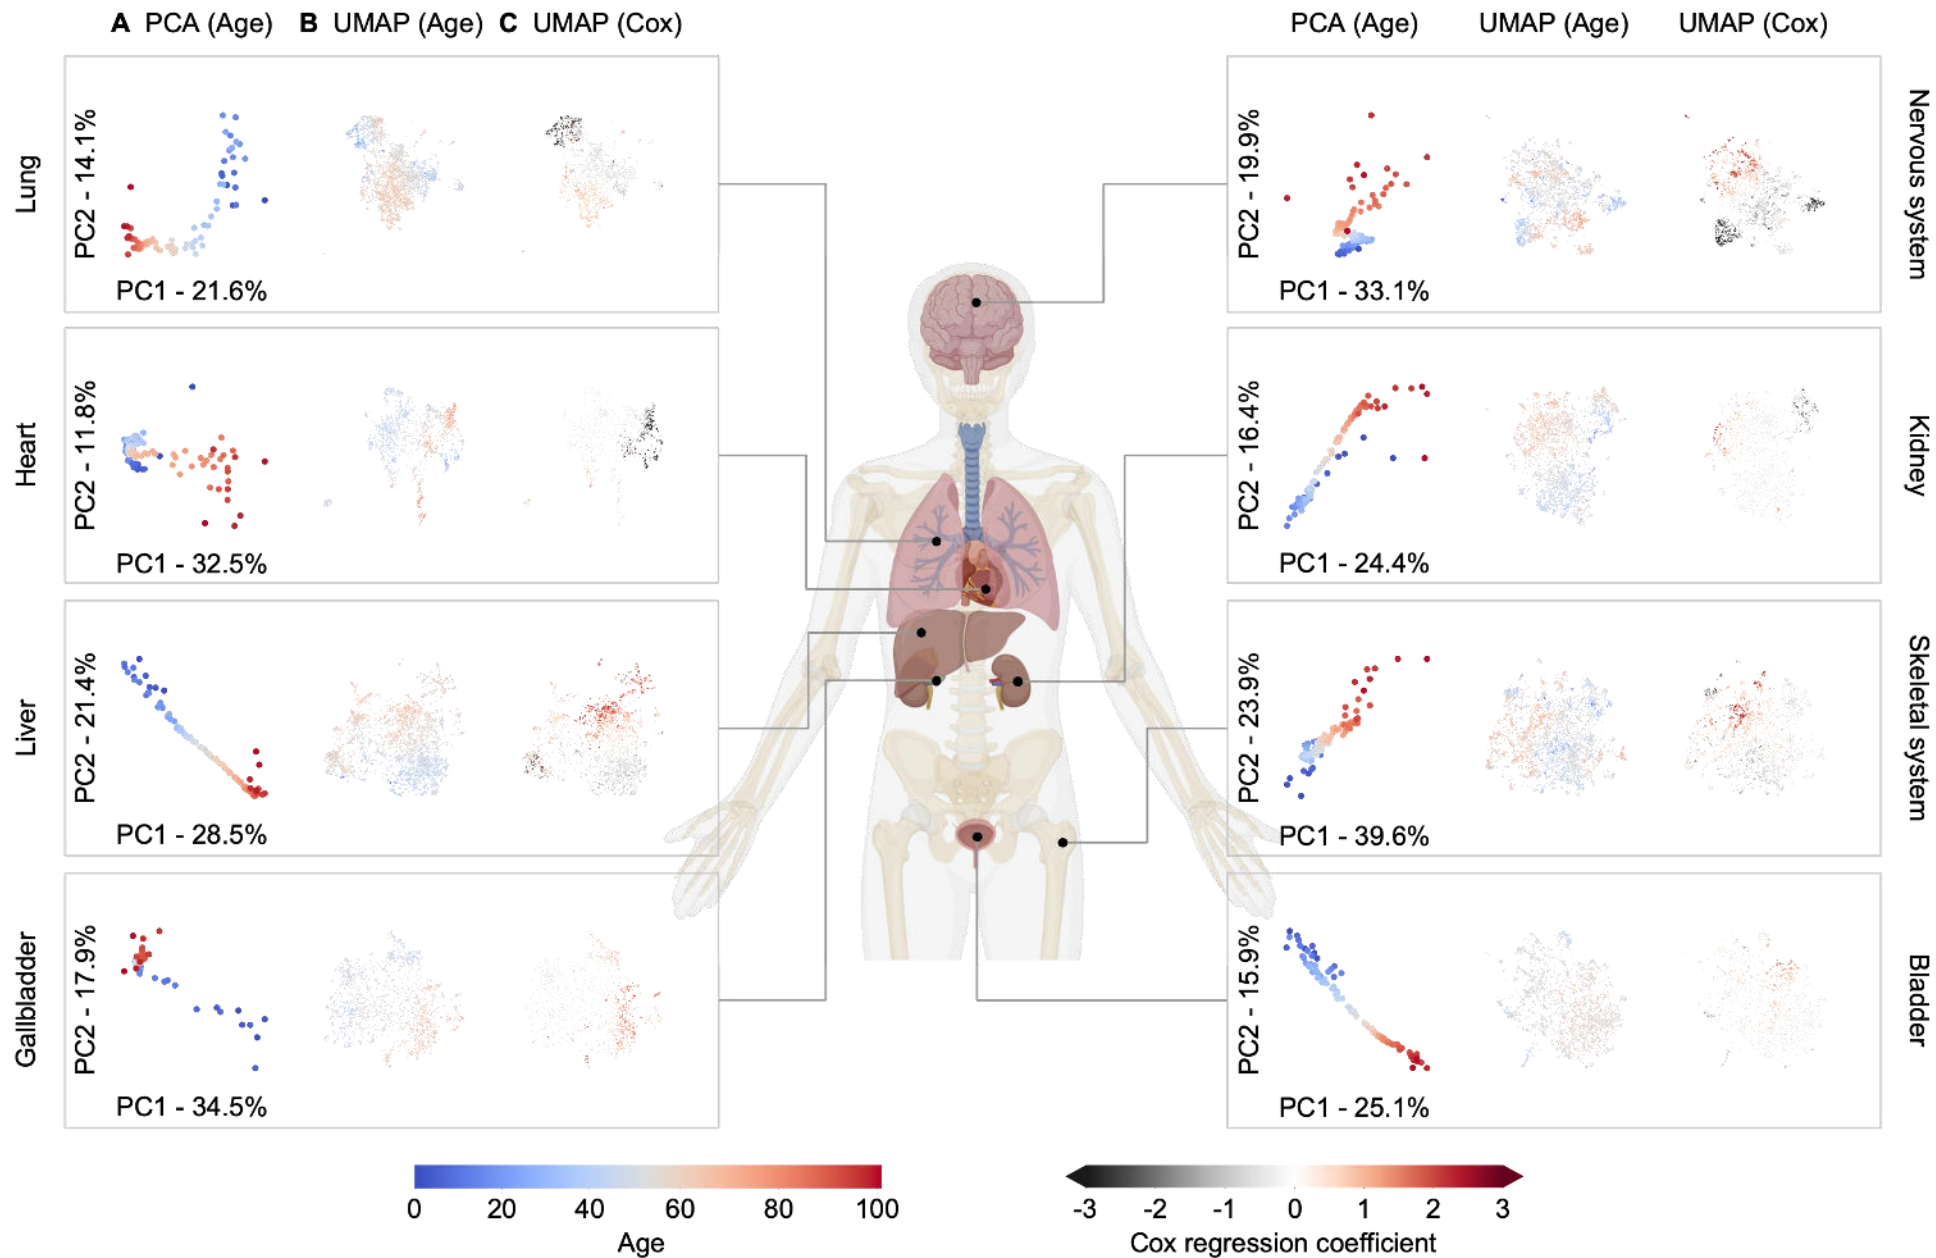 A PCA (Age) B UMAP (Age) C UMAP (Cox)
PCA (Age) UMAP (Age) UMAP (Cox)
Lung
PC2 - 14.1%
PC1 - 21.6%
Nervous system
PC2 - 19.9%
PC1 - 33.1%
Heart
PC2 - 11.8%
PC1 - 32.5%
Kidney
PC2 - 16.4%
PC1 - 24.4%
Liver
PC2 - 21.4%
PC1 - 28.5%
Skeletal system
PC2 - 23.9%
PC1 - 39.6%
Gallbladder
PC2 - 17.9%
PC1 - 34.5%
Bladder
PC2 - 15.9%
PC1 - 25.1%
0 20 40 60 80 100
Age
-3 -2 -1 0 1 2 3
Cox regression coefficient